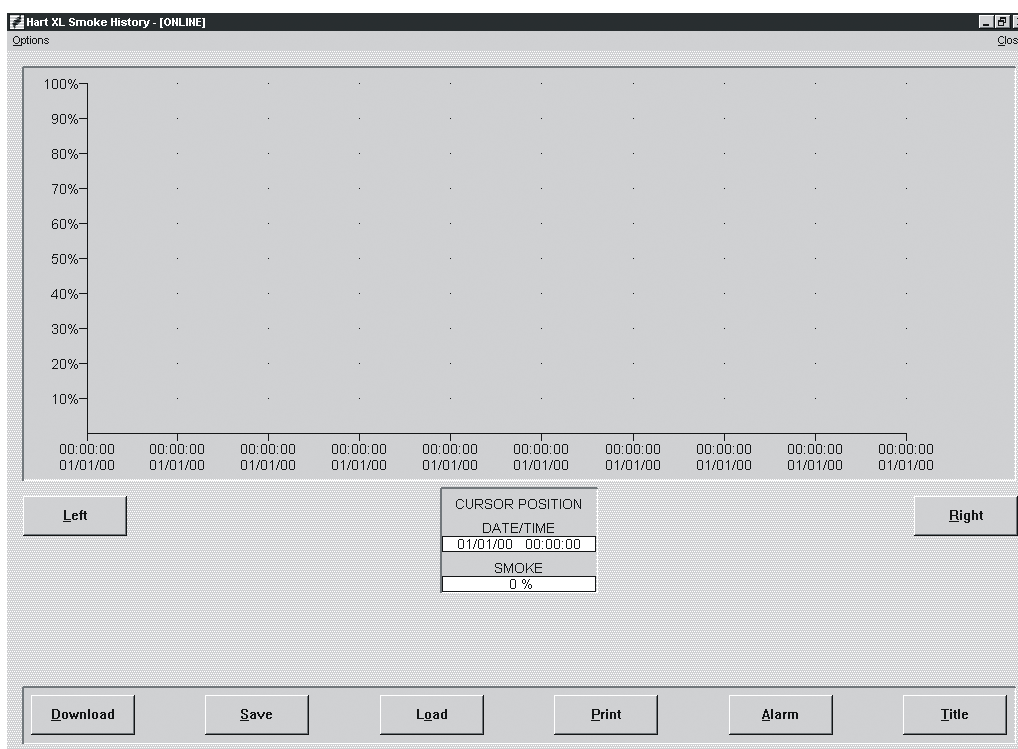 Hart XL Smoke History - [ONLINE]
Options Clos
100%
90%
80%
70%
60%
50%
40%
30%
20%
10%
00:00:00 00:00:00 00:00:00 00:00:00 00:00:00 00:00:00 00:00:00 00:00:00 00:00:00 00:00:00
01/01/00 01/01/00 01/01/00 01/01/00 01/01/00 01/01/00 01/01/00 01/01/00 01/01/00 01/01/00
Left
CURSOR POSITION
DATE/TIME
01/01/00 00:00:00
SMOKE
0 %
Right
Download Save Load Print Alarm Title